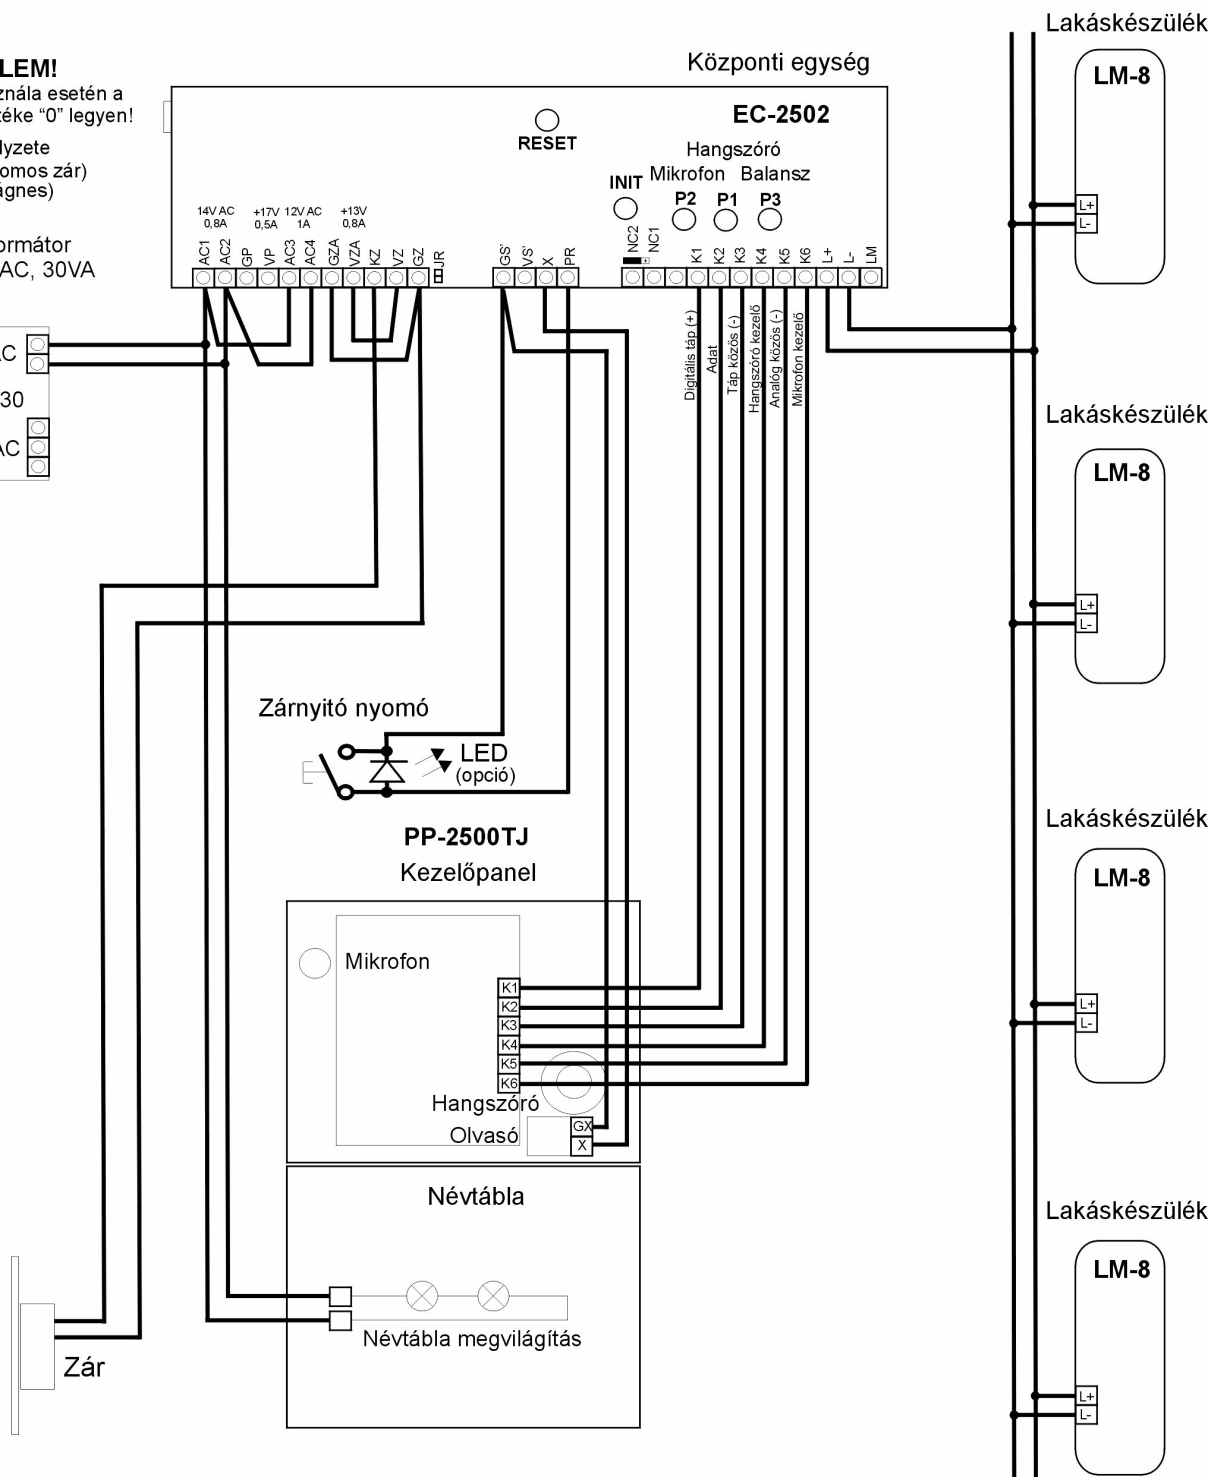 LEM!
znála esetén a
téke “0” legyen!
lyzete
omos zár)
ágnes)
ormátor
AC, 30VA
C
30
AC
Központi egység
EC-2502
RESET
Hangszóró
Mikrofon Balansz
INIT
P2 P1 P3
14V AC
0,8A
+17V
0,5A
12V AC
1A
+13V
0,8A
AC1 AC2 GP VP AC3 AC4 GZA VZA KZ VZ GZ JR
GS' VS' X PR
NC2 NC1
K1 K2 K3 K4 K5 K6 L+ L- LM
Digitális táp (+)
Adat
Táp közös (-)
Hangszóró kezelő
Analóg közös (-)
Mikrofon kezelő
Zárnyitó nyomó
LED
(opció)
PP-2500TJ
Kezelőpanel
Mikrofon
K1
K2
K3
K4
K5
K6
Hangszóró
Olvasó
GX
X
Névtábla
Névtábla megvilágítás
Zár
Lakáskészülék
LM-8
L+
L-
Lakáskészülék
LM-8
L+
L-
Lakáskészülék
LM-8
L+
L-
Lakáskészülék
LM-8
L+
L-